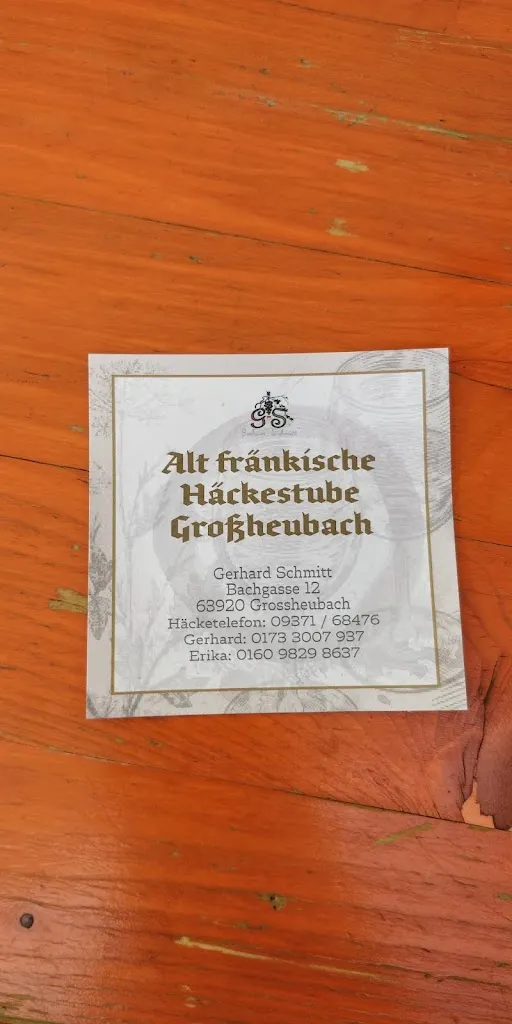 G S
Alt fränkische
Häckestube
Großheubach
Gerhard Schmitt
Bachgasse 12
63920 Grossheubach
Häcketelefon: 09371 / 68476
Gerhard: 0173 3007 937
Erika: 0160 9829 8637